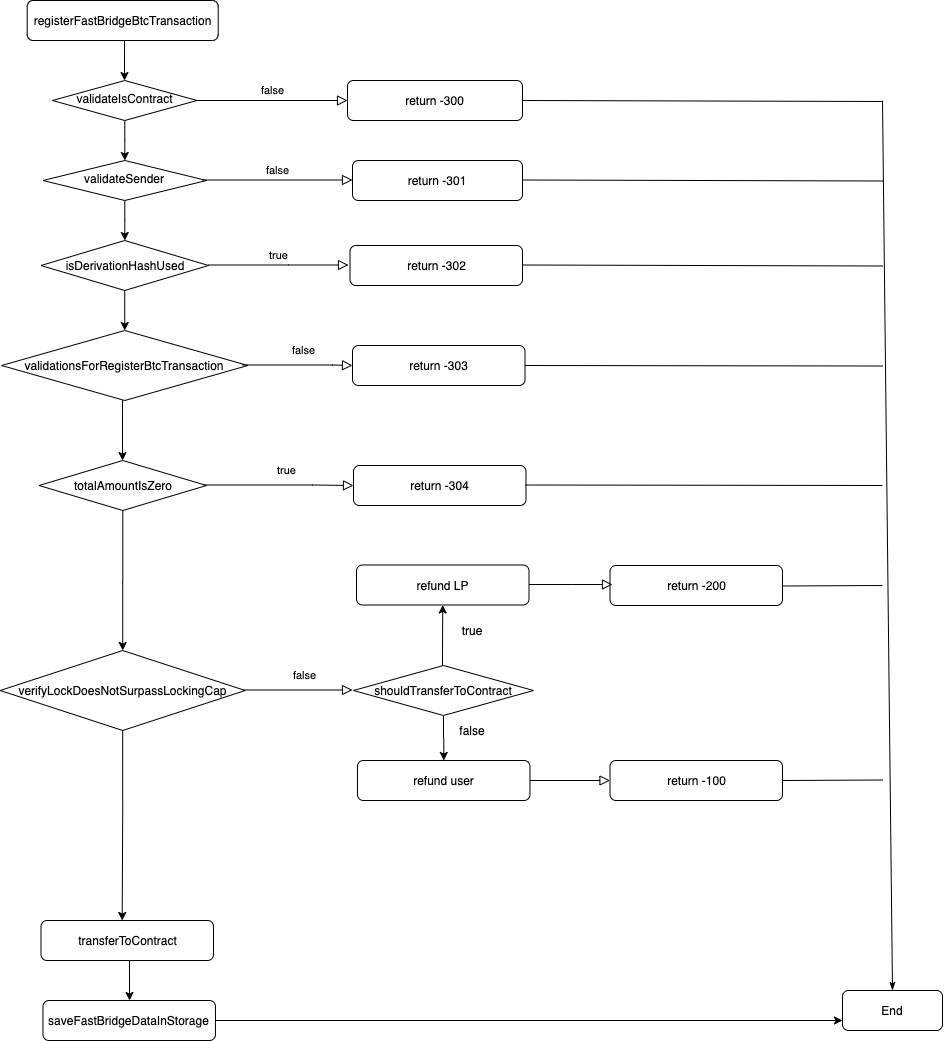 registerFastBridgeBtcTransaction
validateIsContract
false
return -300
validateSender
false
return -301
isDerivationHashUsed
true
return -302
validationsForRegisterBtcTransaction
false
return -303
totalAmountIsZero
true
return -304
refund LP
return -200
true
verifyLockDoesNotSurpassLockingCap
false
shouldTransferToContract
false
refund user
return -100
transferToContract
saveFastBridgeDataInStorage
End